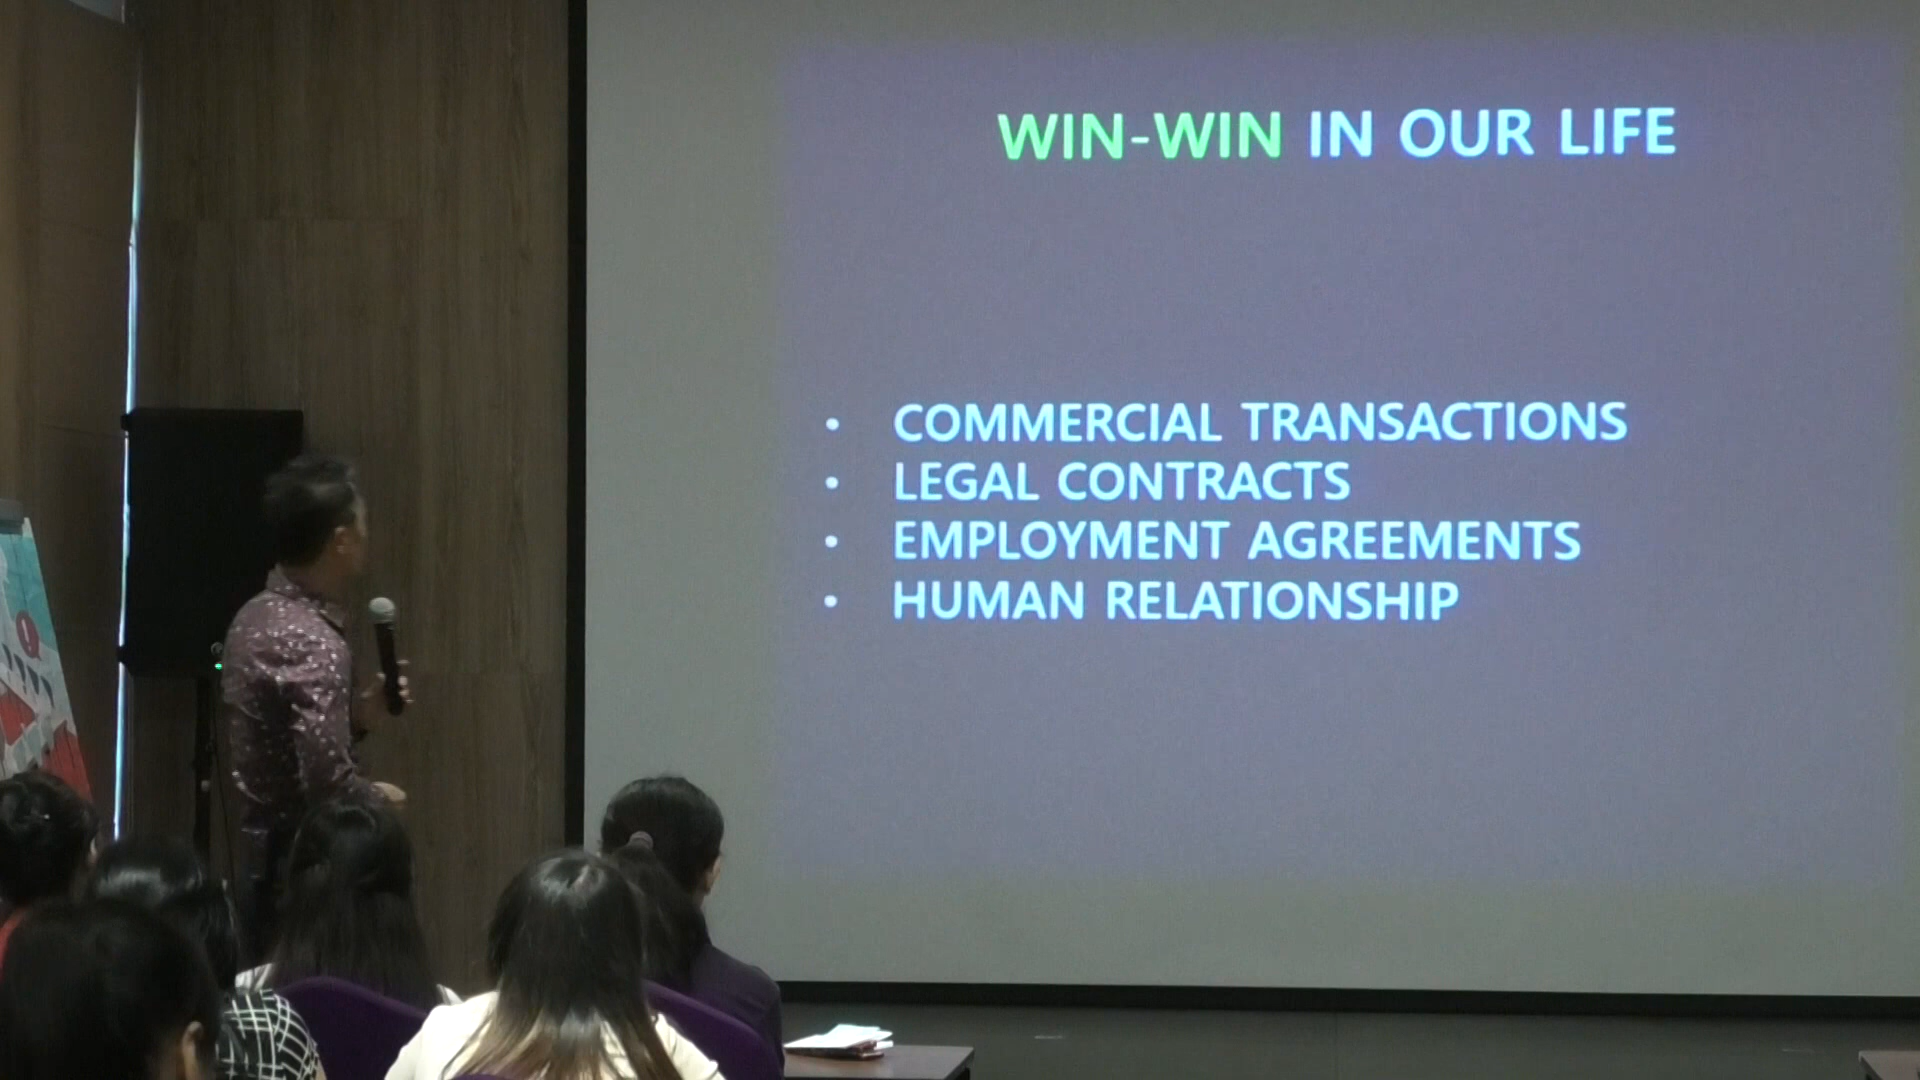 WIN-WIN IN OUR LIFE
• COMMERCIAL TRANSACTIONS
• LEGAL CONTRACTS
• EMPLOYMENT AGREEMENTS
• HUMAN RELATIONSHIP